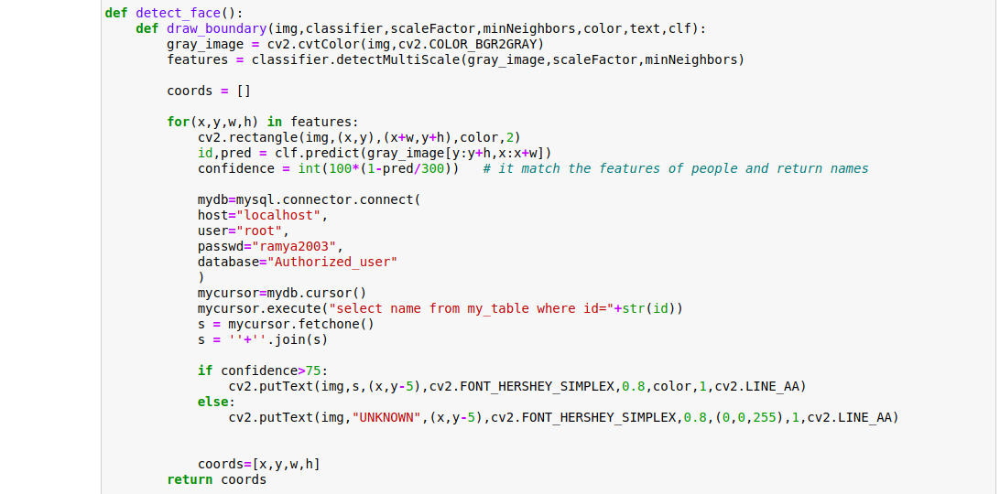 def detect_face():
    def draw_boundary(img,classifier,scaleFactor,minNeighbors,color,text,clf):
        gray_image = cv2.cvtColor(img,cv2.COLOR_BGR2GRAY)
        features = classifier.detectMultiScale(gray_image,scaleFactor,minNeighbors)
        coords = []
        for(x,y,w,h) in features:
            cv2.rectangle(img,(x,y),(x+w,y+h),color,2)
            id,pred = clf.predict(gray_image[y:y+h,x:x+w])
            confidence = int(100*(1-pred/300))   # it match the features of people and return names
            mydb=mysql.connector.connect(
            host="localhost",
            user="root",
            passwd="ramya2003",
            database="Authorized_user"
            )
            mycursor=mydb.cursor()
            mycursor.execute("select name from my_table where id="+str(id))
            s = mycursor.fetchone()
            s = ''+''.join(s)
            if confidence>75:
                cv2.putText(img,s,(x,y-5),cv2.FONT_HERSHEY_SIMPLEX,0.8,color,1,cv2.LINE_AA)
            else:
                cv2.putText(img,"UNKNOWN",(x,y-5),cv2.FONT_HERSHEY_SIMPLEX,0.8,(0,0,255),1,cv2.LINE_AA)
            coords=[x,y,w,h]
        return coords